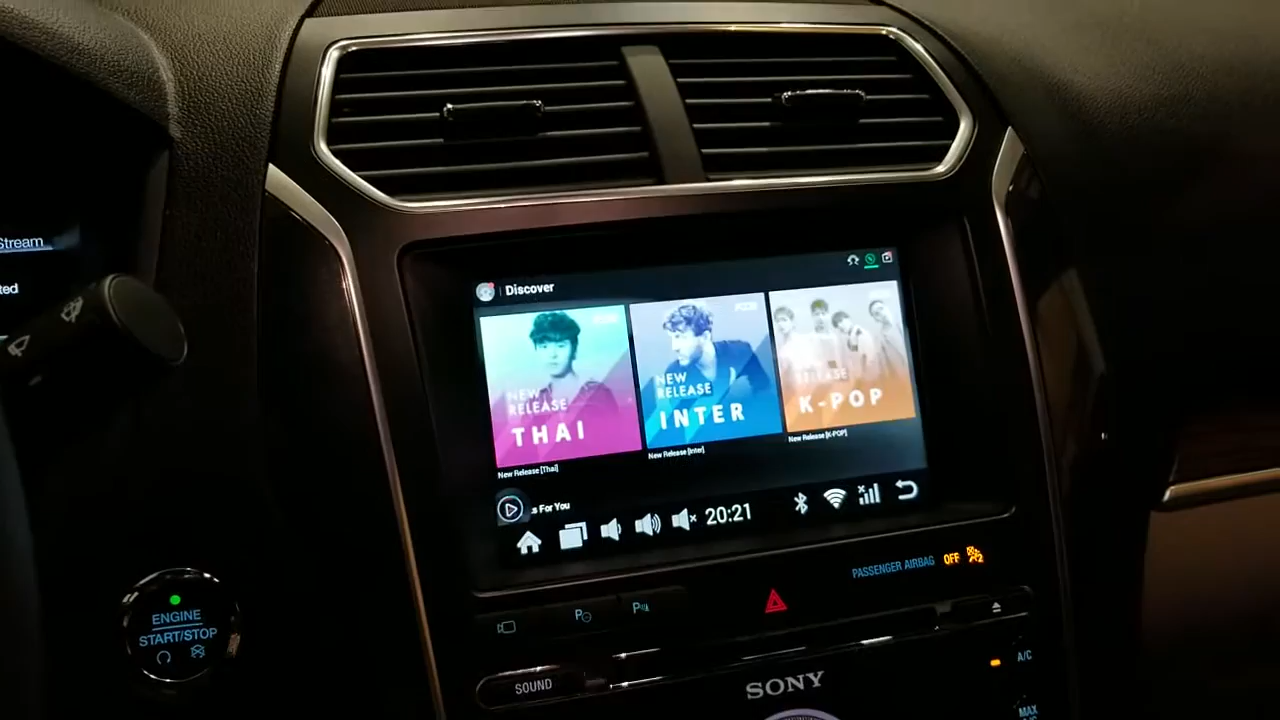 Stream
ted
Discover
NEW
RELEASE
THAI
NEW
RELEASE
INTER
RELEASE
K-POP
New Release [Thai]
New Release [Inter]
New Release [K-POP]
s For You
20:21
PASSENGER AIRBAG OFF
ENGINE
START/STOP
SOUND
SONY
A/C
MAX